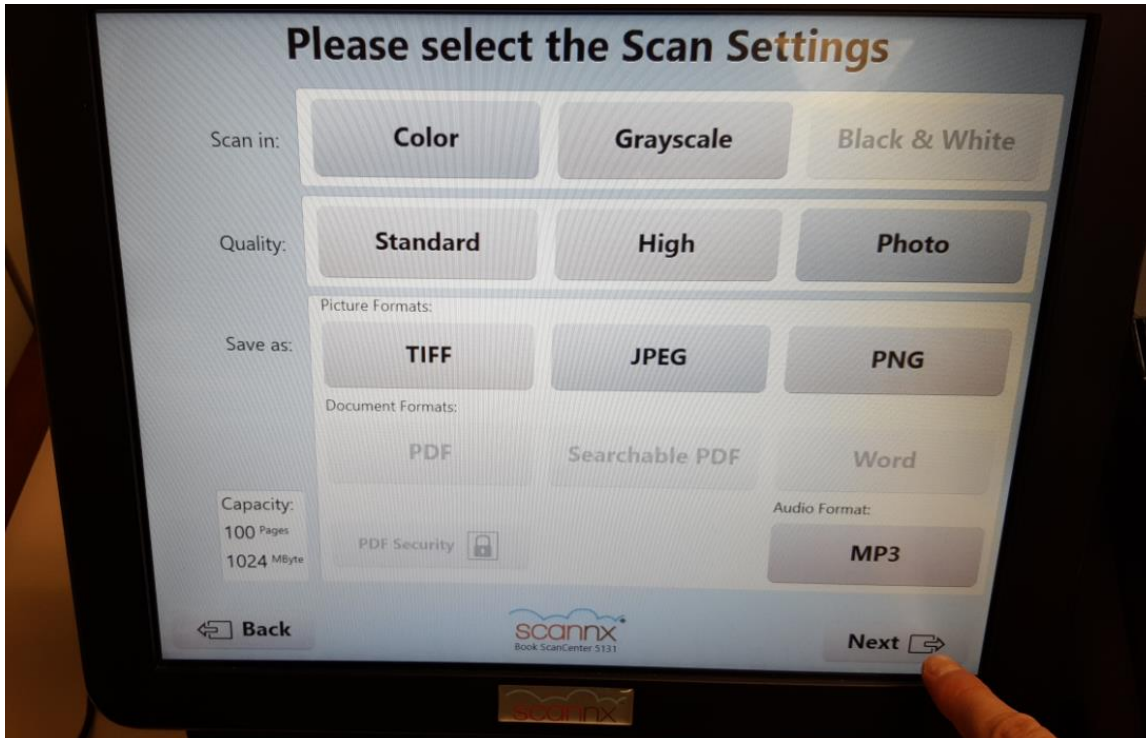 Please select the Scan Settings
Scan in: Color Grayscale Black & White
Quality: Standard High Photo
Picture Formats:
Save as: TIFF JPEG PNG
Document Formats:
PDF Searchable PDF Word
Capacity: Audio Format:
100 Pages
PDF Security MP3
1024 MByte
Back scannx Next
Book ScanCenter 5131
scannx